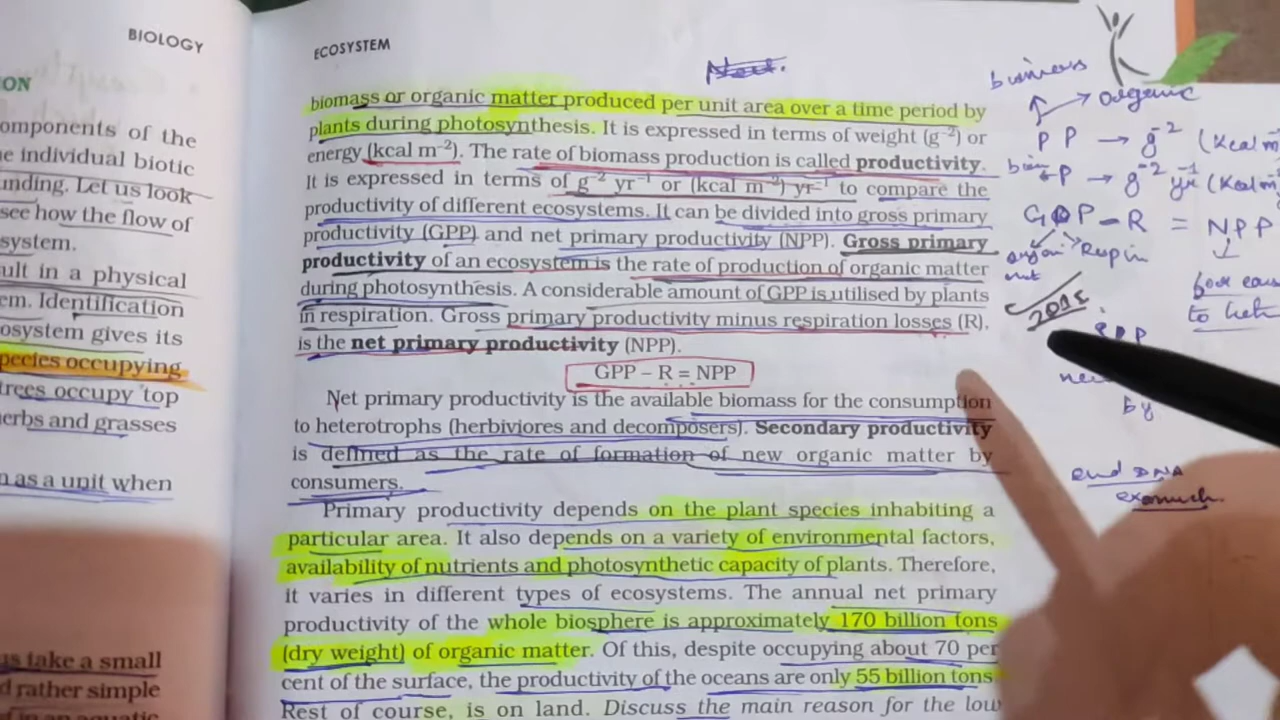 BIOLOGY
ON
omponents of the
e individual biotic
unding. Let us look
see how the flow of
system.
ult in a physical
em. Identification
osystem gives its
pecies occupying
trees occupy top
erbs and grasses
n as a unit when
us take a small
d rather simple
ECOSYSTEM
biomass or organic matter produced per unit area over a time period by
plants during photosynthesis. It is expressed in terms of weight (g⁻²) or
energy (kcal m⁻²). The rate of biomass production is called productivity.
It is expressed in terms of g⁻² yr⁻¹ or (kcal m⁻²) yr⁻¹ to compare the
productivity of different ecosystems. It can be divided into gross primary
productivity (GPP) and net primary productivity (NPP). Gross primary
productivity of an ecosystem is the rate of production of organic matter
during photosynthesis. A considerable amount of GPP is utilised by plants
in respiration. Gross primary productivity minus respiration losses (R),
is the net primary productivity (NPP).
GPP – R = NPP
Net primary productivity is the available biomass for the consumption
to heterotrophs (herbiviores and decomposers). Secondary productivity
is defined as the rate of formation of new organic matter by
consumers.
Primary productivity depends on the plant species inhabiting a
particular area. It also depends on a variety of environmental factors,
availability of nutrients and photosynthetic capacity of plants. Therefore,
it varies in different types of ecosystems. The annual net primary
productivity of the whole biosphere is approximately 170 billion tons
(dry weight) of organic matter. Of this, despite occupying about 70 per
cent of the surface, the productivity of the oceans are only 55 billion tons
Rest of course, is on land. Discuss the main reason for the low
organic
PP → g⁻² (Kcal m
P → g⁻² yr⁻¹ (Kcal m
GPP – R = NPP
2015
by